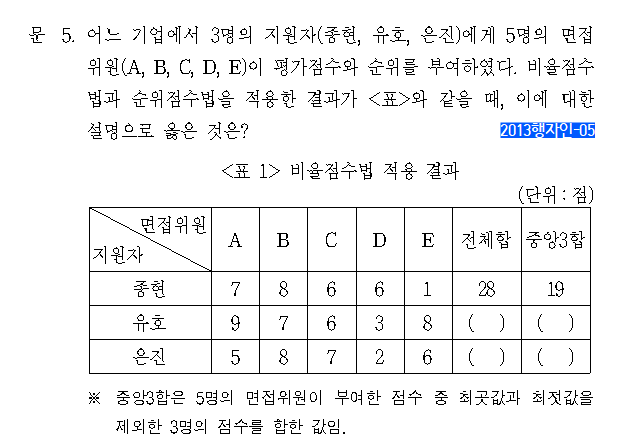 문 5. 어느 기업에서 3명의 지원자(종현, 유호, 은진)에게 5명의 면접
위원(A, B, C, D, E)이 평가점수와 순위를 부여하였다. 비율점수
법과 순위점수법을 적용한 결과가 <표>와 같을 때, 이에 대한
설명으로 옳은 것은?
2013행자인-05
<표 1> 비율점수법 적용 결과
(단위 : 점)
면접위원
지원자 A B C D E 전체합 중앙3합
종현 7 8 6 6 1 28 19
유호 9 7 6 3 8 ( ) ( )
은진 5 8 7 2 6 ( ) ( )
※ 중앙3합은 5명의 면접위원이 부여한 점수 중 최곳값과 최젓값을
제외한 3명의 점수를 합한 값임.